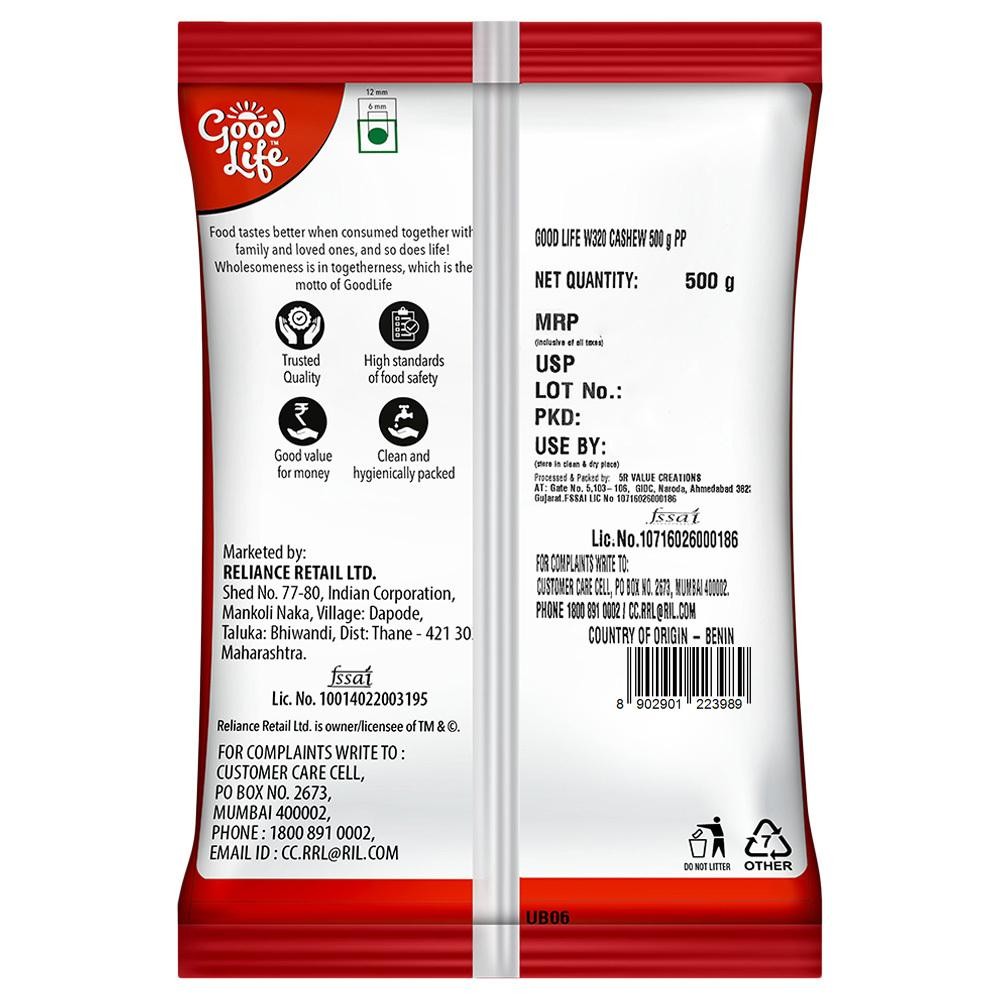 Good
Life™
12 mm
6 mm
Food tastes better when consumed together with
family and loved ones, and so does life!
Wholesomeness is in togetherness, which is the
motto of GoodLife
Trusted
Quality
High standards
of food safety
Good value
for money
Clean and
hygienically packed
Marketed by:
RELIANCE RETAIL LTD.
Shed No. 77-80, Indian Corporation,
Mankoli Naka, Village: Dapode,
Taluka: Bhiwandi, Dist: Thane - 421 30
Maharashtra.
fssai
Lic. No. 10014022003195
Reliance Retail Ltd. is owner/licensee of TM & ©.
FOR COMPLAINTS WRITE TO :
CUSTOMER CARE CELL,
PO BOX NO. 2673,
MUMBAI 400002,
PHONE : 1800 891 0002,
EMAIL ID : CC.RRL@RIL.COM
GOOD LIFE W320 CASHEW 500 g PP
NET QUANTITY: 500 g
MRP
(inclusive of all taxes)
USP
LOT No.:
PKD:
USE BY:
(store in clean & dry place)
Processed & Packed by: 5R VALUE CREATIONS
AT: Gate No. 5,103-106, GIDC, Naroda, Ahmedabad 382
Gujarat.FSSAI LIC No 10716026000186
fssai
Lic.No.10716026000186
FOR COMPLAINTS WRITE TO:
CUSTOMER CARE CELL, PO BOX NO. 2673, MUMBAI 400002.
PHONE 1800 891 0002 / CC.RRL@RIL.COM
COUNTRY OF ORIGIN – BENIN
8 902901 223989
DO NOT LITTER
7
OTHER
UB06